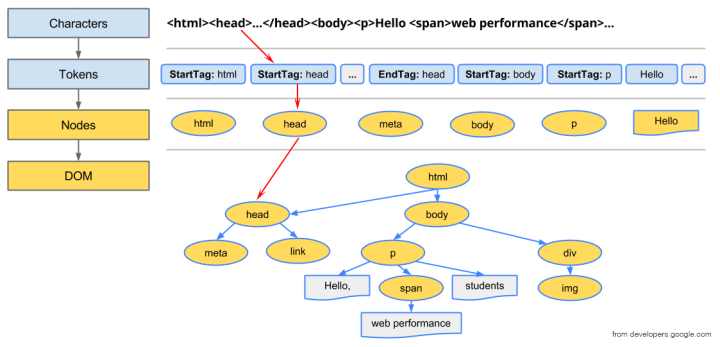 Characters
<html><head>...</head><body><p>Hello <span>web performance</span>...
Tokens
StartTag: html
StartTag: head
...
EndTag: head
StartTag: body
StartTag: p
Hello
...
Nodes
html
head
meta
body
p
Hello
DOM
html
head
body
meta
link
p
div
Hello,
span
students
img
web performance
from developers.google.com